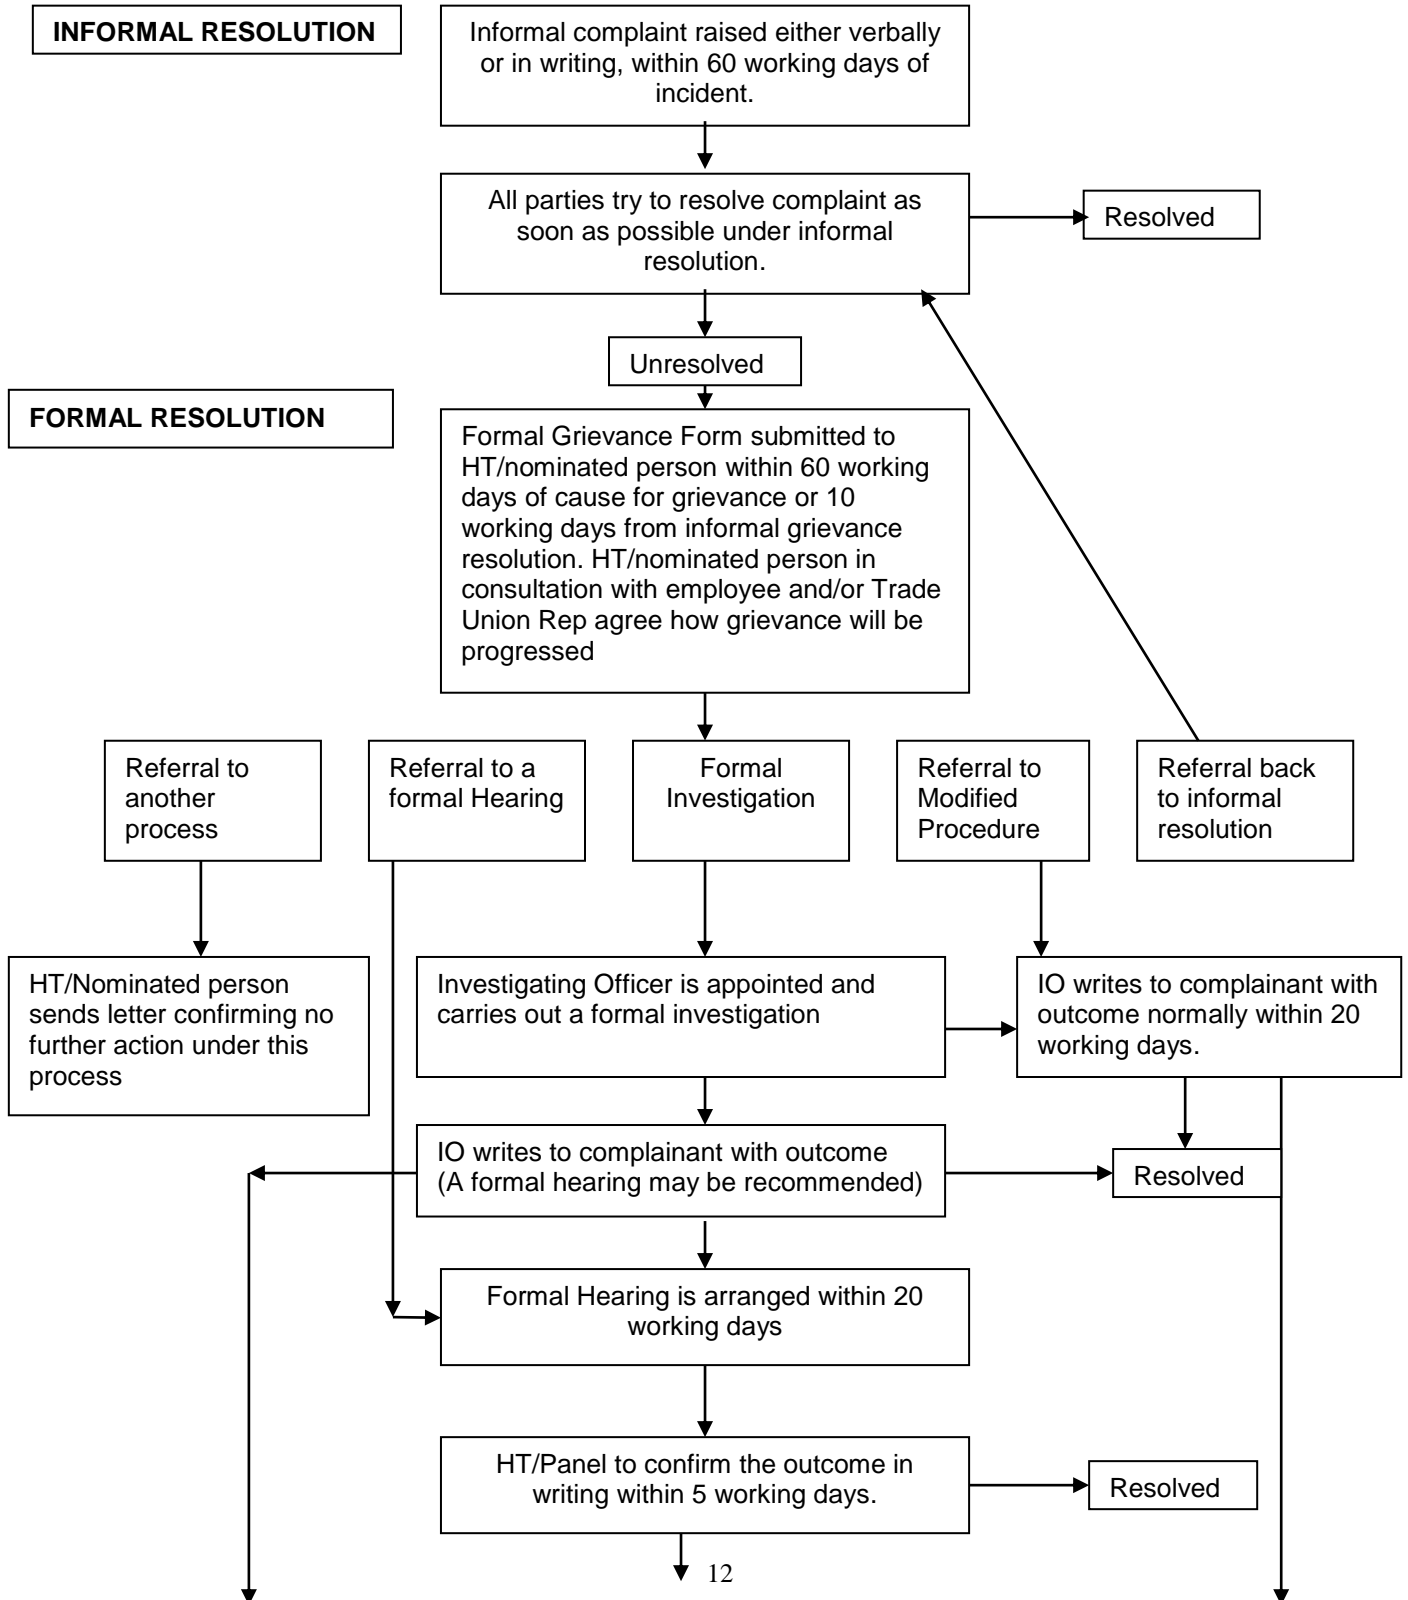 INFORMAL RESOLUTION
Informal complaint raised either verbally
or in writing, within 60 working days of
incident.
All parties try to resolve complaint as
soon as possible under informal
resolution.
Resolved
Unresolved
FORMAL RESOLUTION
Formal Grievance Form submitted to
HT/nominated person within 60 working
days of cause for grievance or 10
working days from informal grievance
resolution. HT/nominated person in
consultation with employee and/or Trade
Union Rep agree how grievance will be
progressed
Referral to
another
process
Referral to a
formal Hearing
Formal
Investigation
Referral to
Modified
Procedure
Referral back
to informal
resolution
HT/Nominated person
sends letter confirming no
further action under this
process
Investigating Officer is appointed and
carries out a formal investigation
IO writes to complainant with
outcome normally within 20
working days.
IO writes to complainant with outcome
(A formal hearing may be recommended)
Resolved
Formal Hearing is arranged within 20
working days
HT/Panel to confirm the outcome in
writing within 5 working days.
Resolved
12